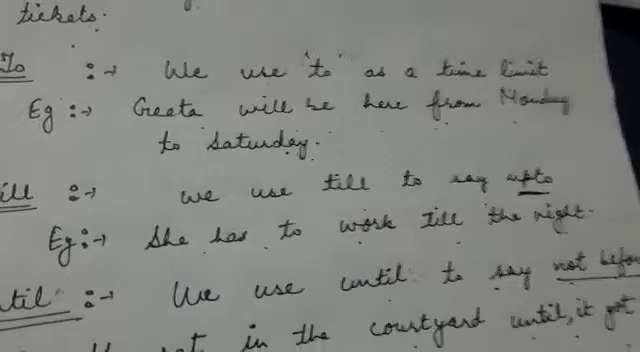 tickets.
To :→ We use 'to' as a time limit
Eg :→ Geeta will be here from Monday
to Saturday.
ill :→ we use till to say upto
Eg :→ She has to work till the night.
til :→ We use until to say not befor
in the courtyard until, it got